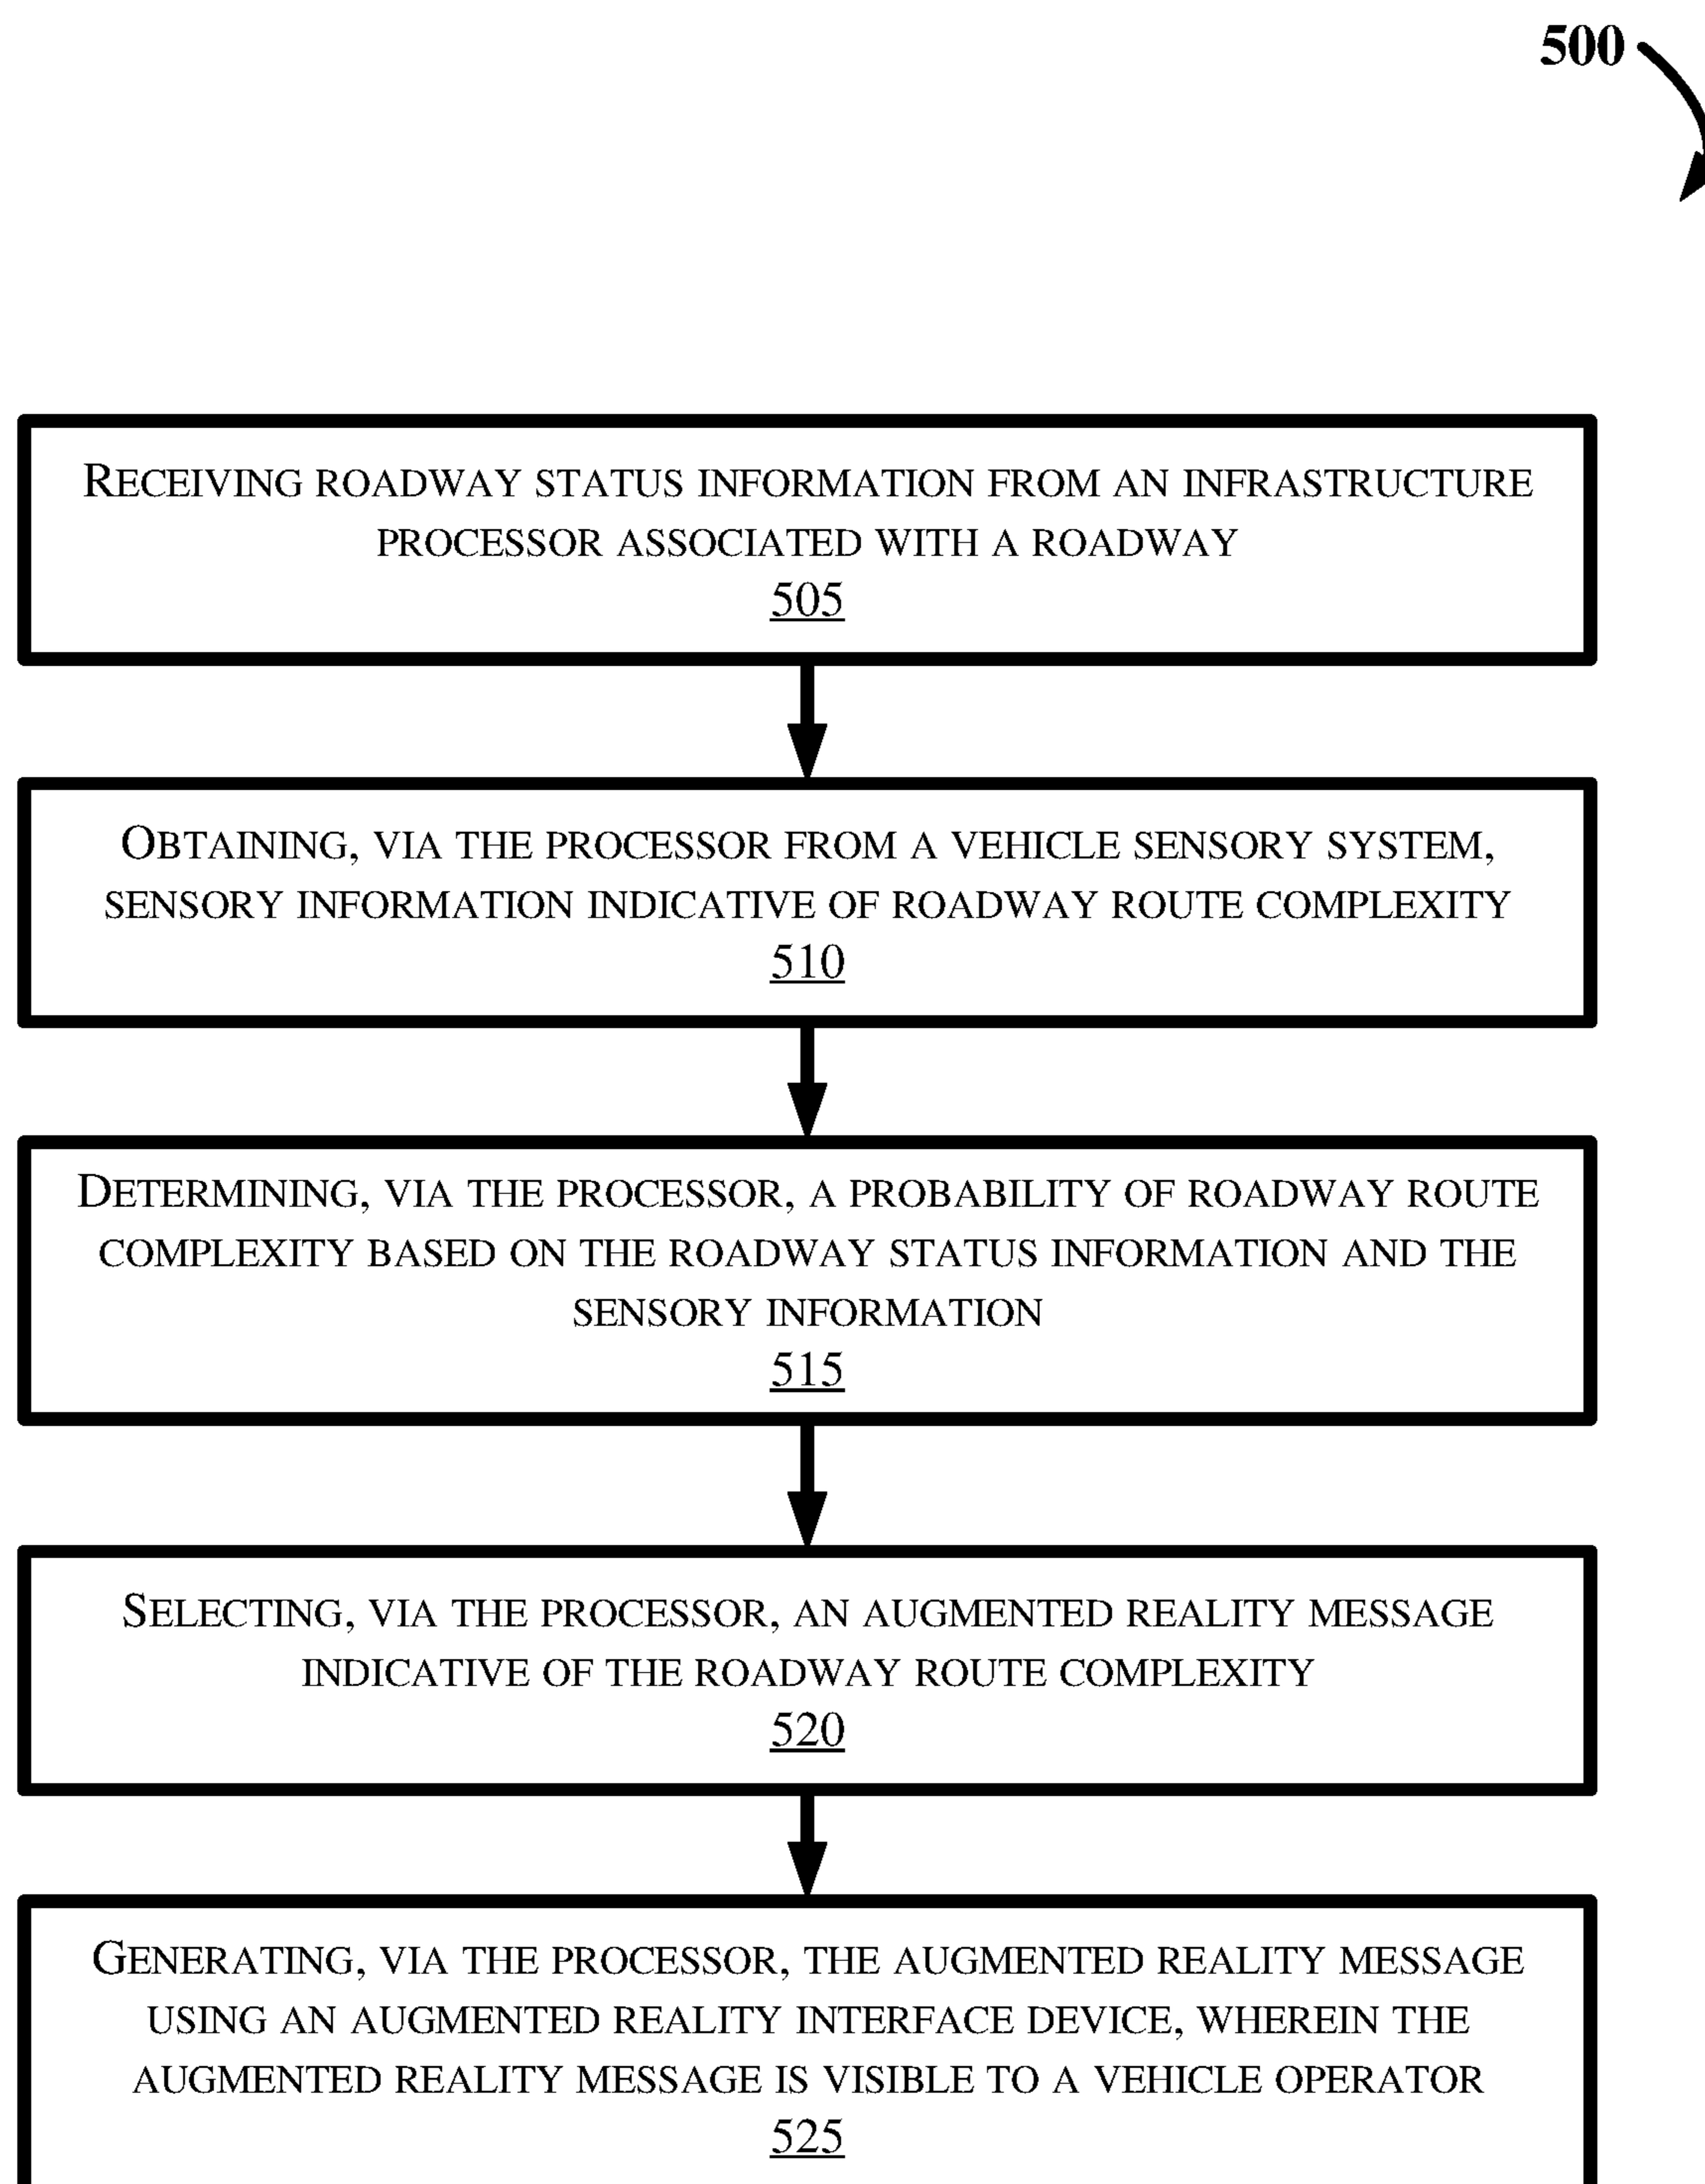 500
RECEIVING ROADWAY STATUS INFORMATION FROM AN INFRASTRUCTURE
PROCESSOR ASSOCIATED WITH A ROADWAY
505
OBTAINING, VIA THE PROCESSOR FROM A VEHICLE SENSORY SYSTEM,
SENSORY INFORMATION INDICATIVE OF ROADWAY ROUTE COMPLEXITY
510
DETERMINING, VIA THE PROCESSOR, A PROBABILITY OF ROADWAY ROUTE
COMPLEXITY BASED ON THE ROADWAY STATUS INFORMATION AND THE
SENSORY INFORMATION
515
SELECTING, VIA THE PROCESSOR, AN AUGMENTED REALITY MESSAGE
INDICATIVE OF THE ROADWAY ROUTE COMPLEXITY
520
GENERATING, VIA THE PROCESSOR, THE AUGMENTED REALITY MESSAGE
USING AN AUGMENTED REALITY INTERFACE DEVICE, WHEREIN THE
AUGMENTED REALITY MESSAGE IS VISIBLE TO A VEHICLE OPERATOR
525